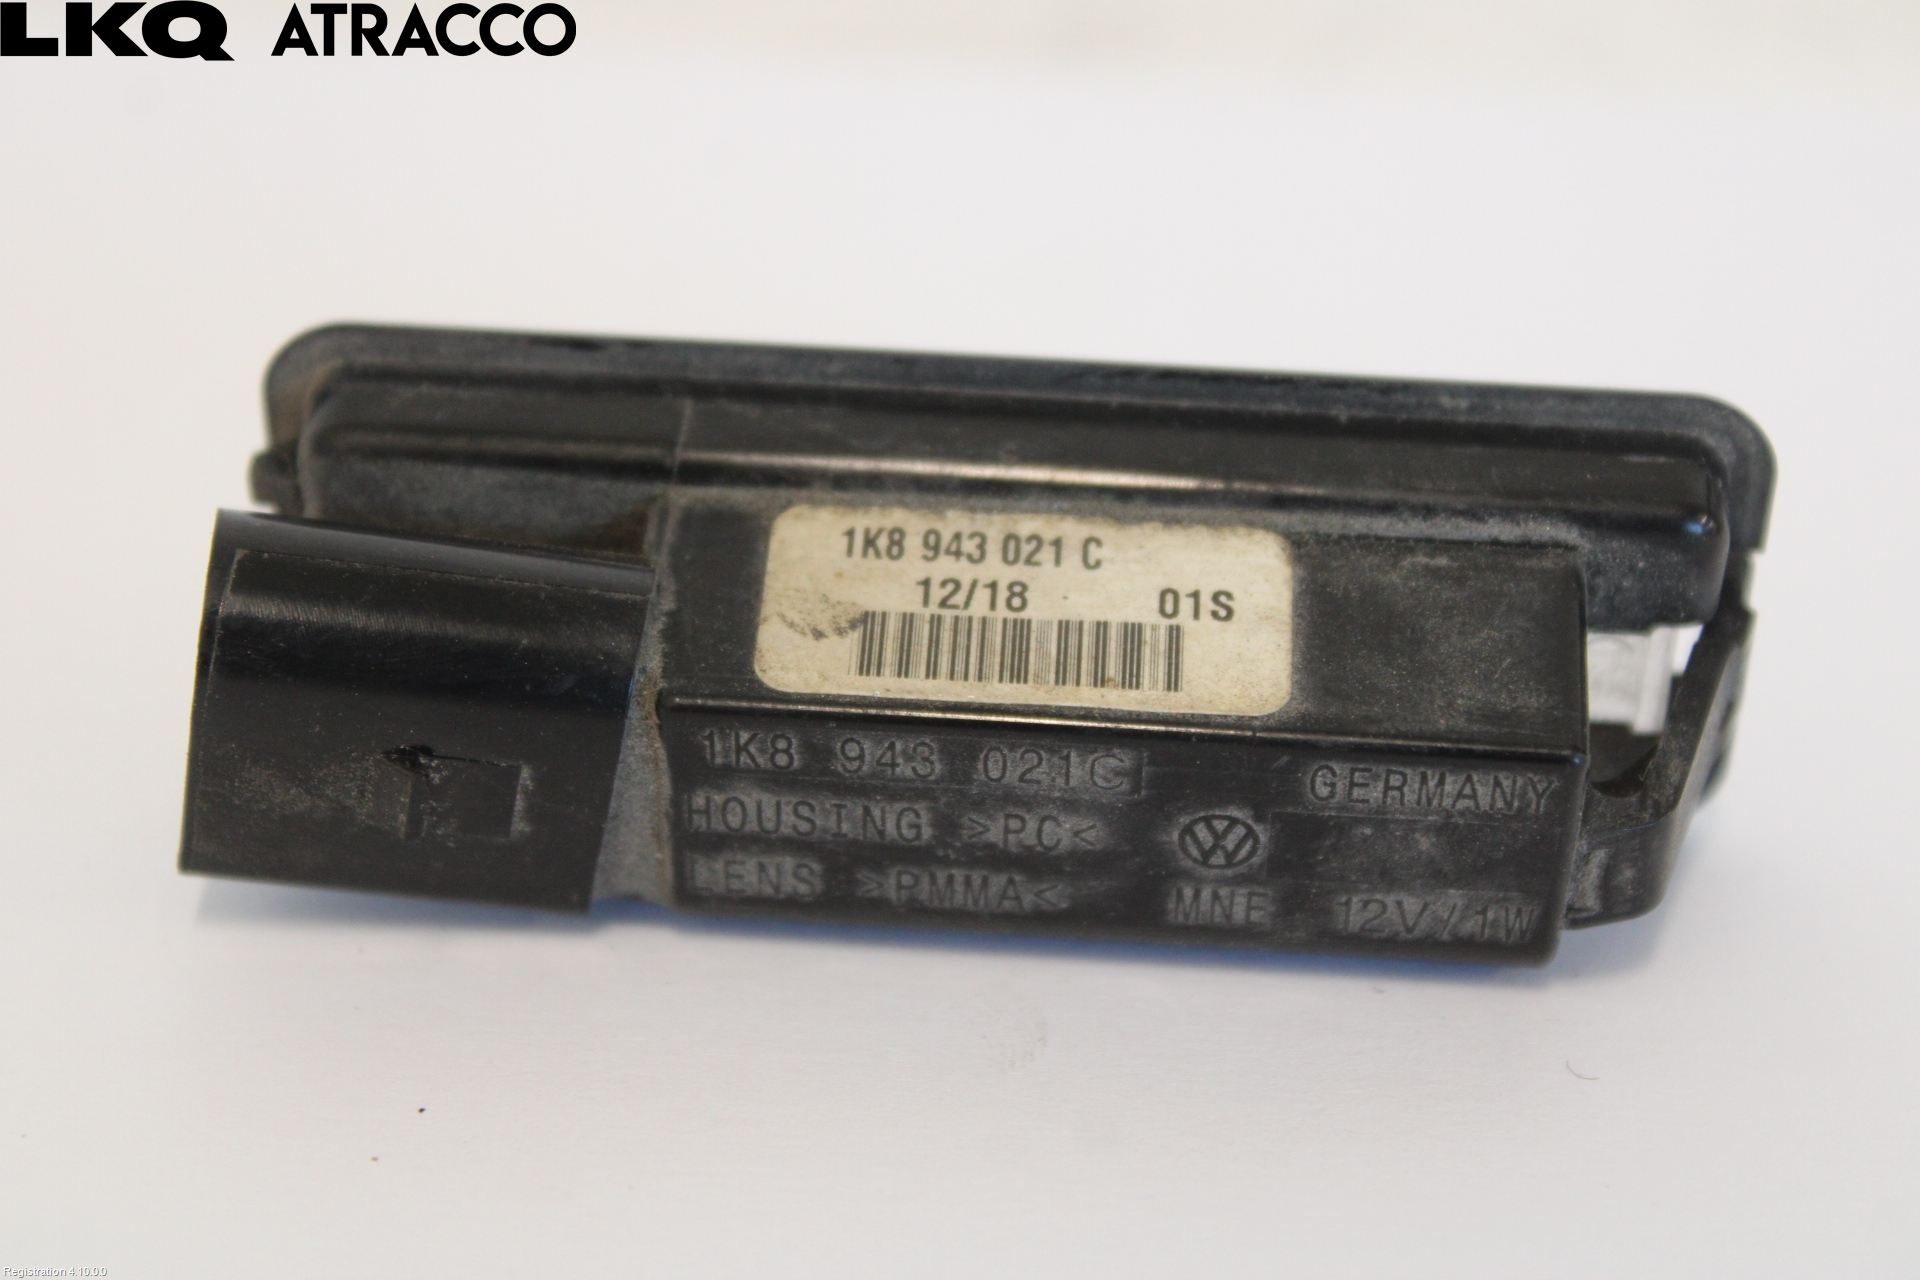 LKQ ATRACCO
1K8 943 021 C
12/18 01S
1K8 943 021C GERMANY
HOUSING >PC<
LENS >PMMA< MNF 12V/1W
Registration 4.10.0.0